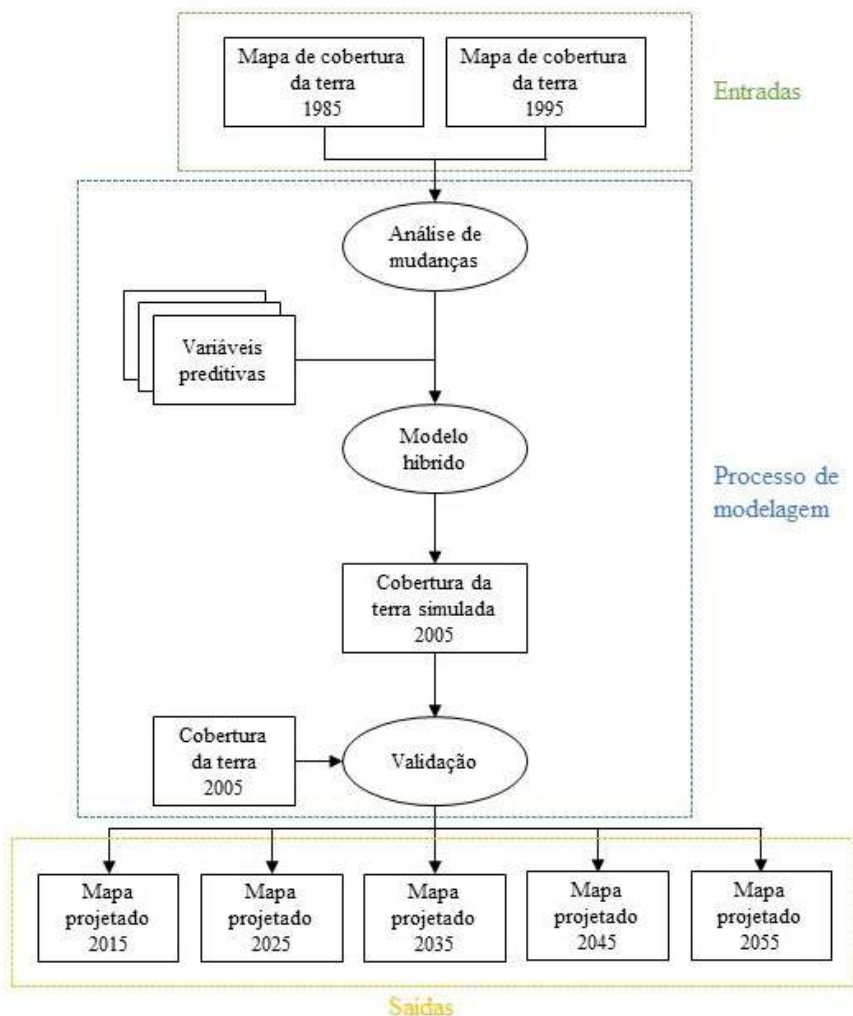 Mapa de cobertura
da terra
1985
Mapa de cobertura
da terra
1995
Entradas
Análise de
mudanças
Variáveis
preditivas
Modelo
híbrido
Processo de
modelagem
Cobertura da
terra simulada
2005
Cobertura
da terra
2005
Validação
Mapa
projetado
2015
Mapa
projetado
2025
Mapa
projetado
2035
Mapa
projetado
2045
Mapa
projetado
2055
Saídas